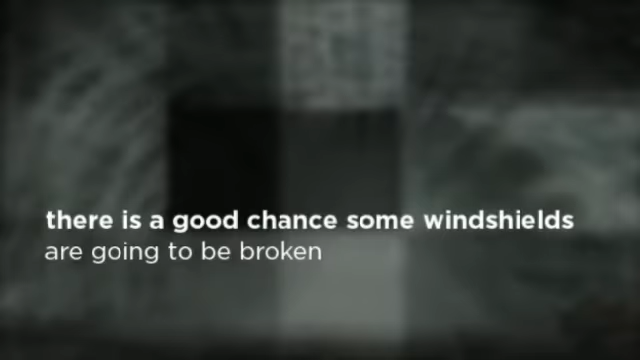 there is a good chance some windshields
are going to be broken